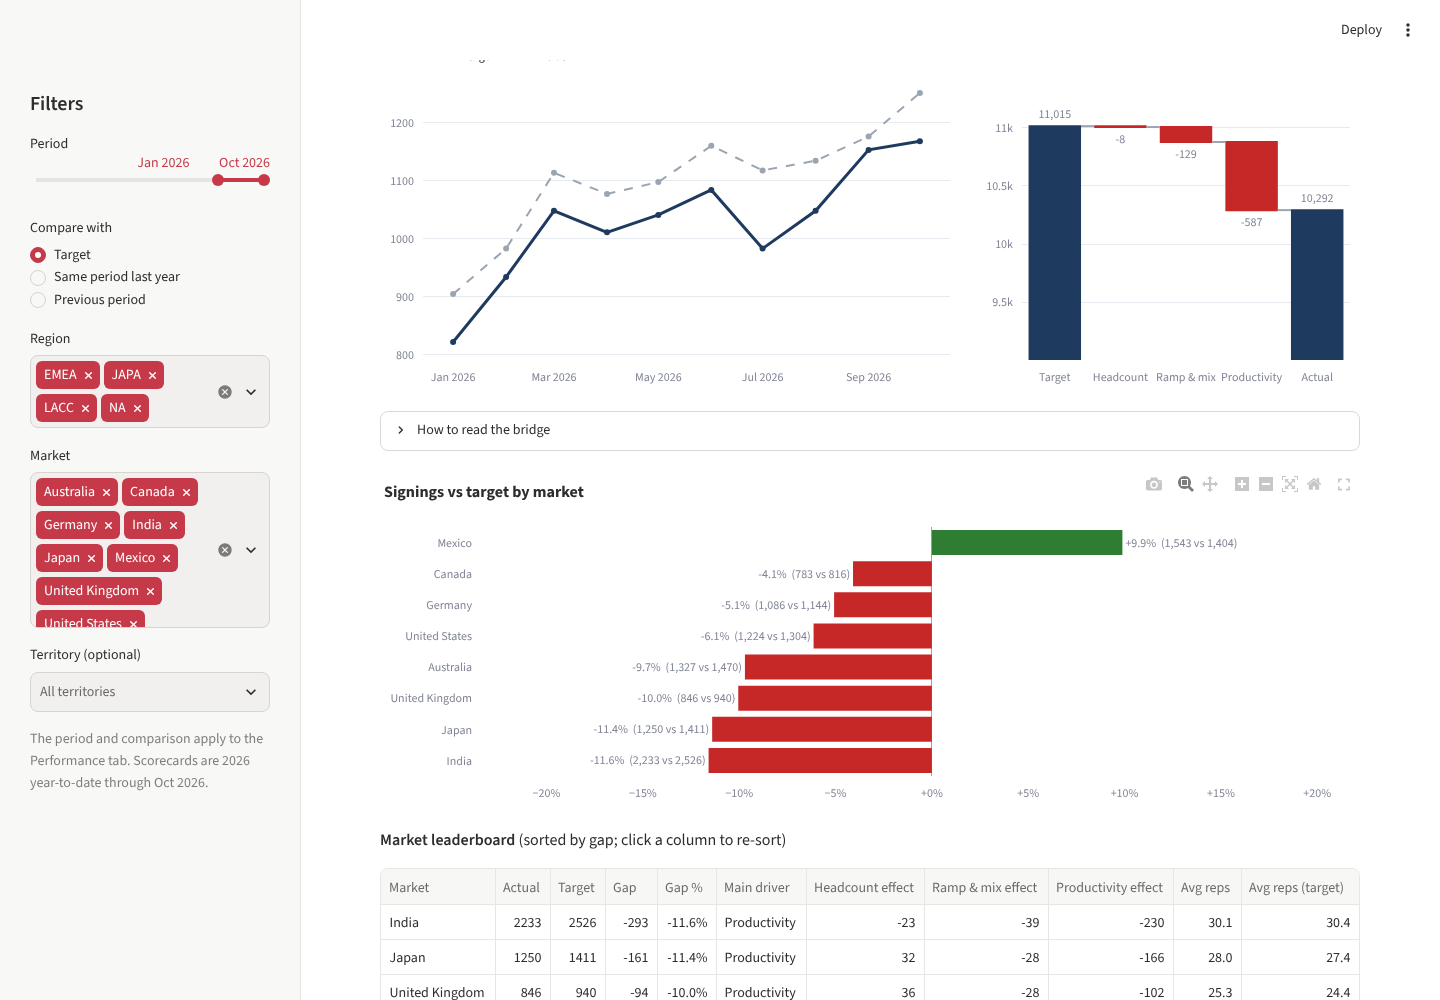 Deploy
Filters
Period
Jan 2026 Oct 2026
Compare with
Target
Same period last year
Previous period
Region
EMEA × JAPA ×
LACC × NA ×
Market
Australia × Canada ×
Germany × India ×
Japan × Mexico ×
United Kingdom ×
United States ×
Territory (optional)
All territories
The period and comparison apply to the
Performance tab. Scorecards are 2026
year-to-date through Oct 2026.
1200
1100
1000
900
800
Jan 2026 Mar 2026 May 2026 Jul 2026 Sep 2026
11k
10.5k
10k
9.5k
11,015
-8
-129
-587
10,292
Target Headcount Ramp & mix Productivity Actual
How to read the bridge
Signings vs target by market
Mexico +9.9% (1,543 vs 1,404)
Canada -4.1% (783 vs 816)
Germany -5.1% (1,086 vs 1,144)
United States -6.1% (1,224 vs 1,304)
Australia -9.7% (1,327 vs 1,470)
United Kingdom -10.0% (846 vs 940)
Japan -11.4% (1,250 vs 1,411)
India -11.6% (2,233 vs 2,526)
−20% −15% −10% −5% +0% +5% +10% +15% +20%
Market leaderboard (sorted by gap; click a column to re-sort)
Market Actual Target Gap Gap % Main driver Headcount effect Ramp & mix effect Productivity effect Avg reps Avg reps (target)
India 2233 2526 -293 -11.6% Productivity -23 -39 -230 30.1 30.4
Japan 1250 1411 -161 -11.4% Productivity 32 -28 -166 28.0 27.4
United Kingdom 846 940 -94 -10.0% Productivity 36 -28 -102 25.3 24.4